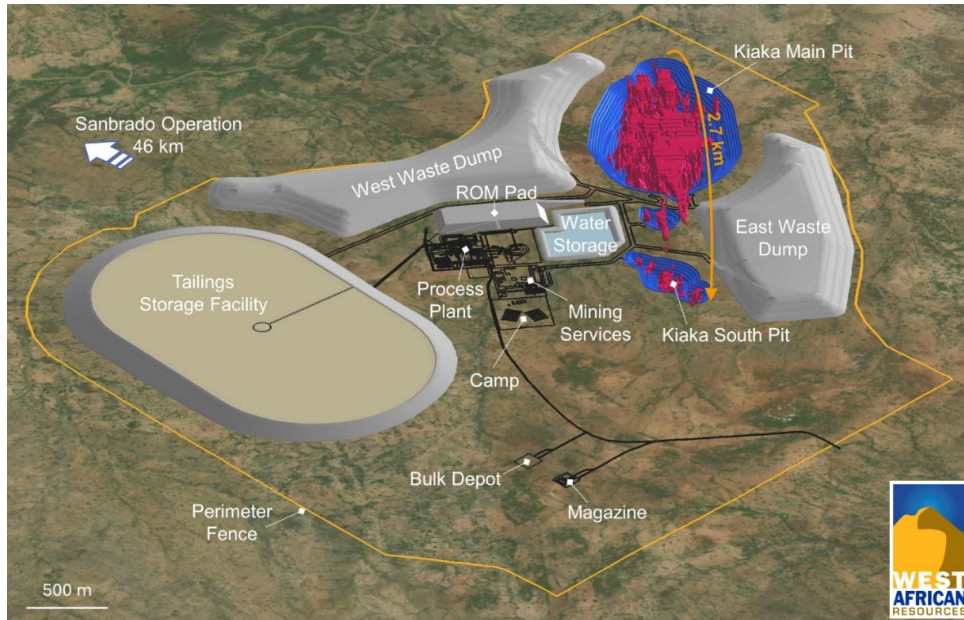 Kiaka Main Pit
Sanbrado Operation
46 km
2.7 km
West Waste Dump
ROM Pad
Water
Storage
East Waste
Dump
Tailings
Storage Facility
Process
Plant
Mining
Services
Kiaka South Pit
Camp
Bulk Depot
Magazine
Perimeter
Fence
500 m
WEST
AFRICAN
RESOURCES